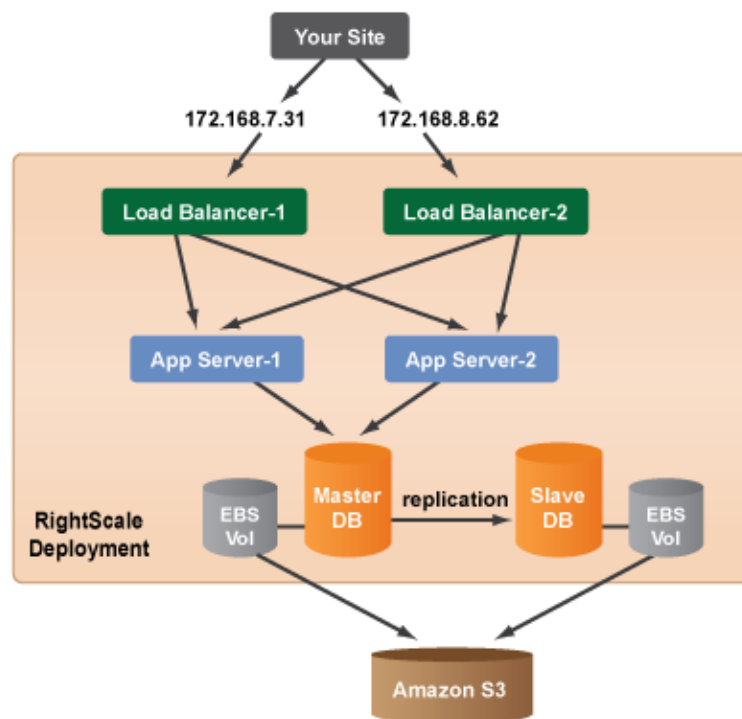 Your Site
172.168.7.31
172.168.8.62
Load Balancer-1
Load Balancer-2
App Server-1
App Server-2
Master
DB
replication
Slave
DB
EBS
Vol
EBS
Vol
RightScale
Deployment
Amazon S3